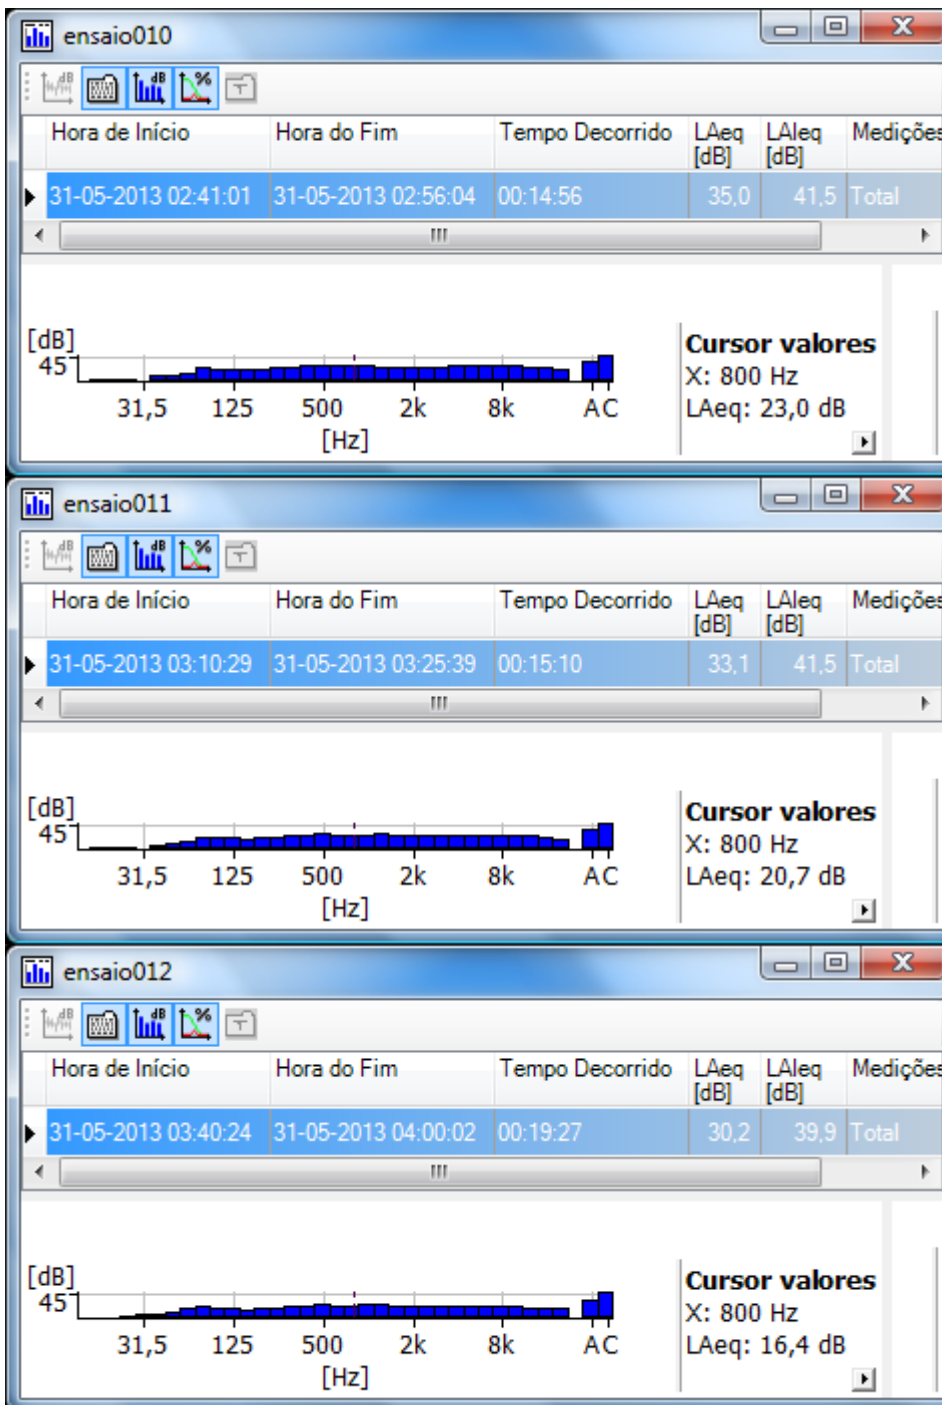 ensaio010
Hora de Início Hora do Fim Tempo Decorrido LAeq [dB] LAIeq [dB] Medições
31-05-2013 02:41:01 31-05-2013 02:56:04 00:14:56 35,0 41,5 Total
[dB]
45
31,5 125 500 2k 8k A C
[Hz]
Cursor valores
X: 800 Hz
LAeq: 23,0 dB
ensaio011
Hora de Início Hora do Fim Tempo Decorrido LAeq [dB] LAIeq [dB] Medições
31-05-2013 03:10:29 31-05-2013 03:25:39 00:15:10 33,1 41,5 Total
[dB]
45
31,5 125 500 2k 8k A C
[Hz]
Cursor valores
X: 800 Hz
LAeq: 20,7 dB
ensaio012
Hora de Início Hora do Fim Tempo Decorrido LAeq [dB] LAIeq [dB] Medições
31-05-2013 03:40:24 31-05-2013 04:00:02 00:19:27 30,2 39,9 Total
[dB]
45
31,5 125 500 2k 8k A C
[Hz]
Cursor valores
X: 800 Hz
LAeq: 16,4 dB